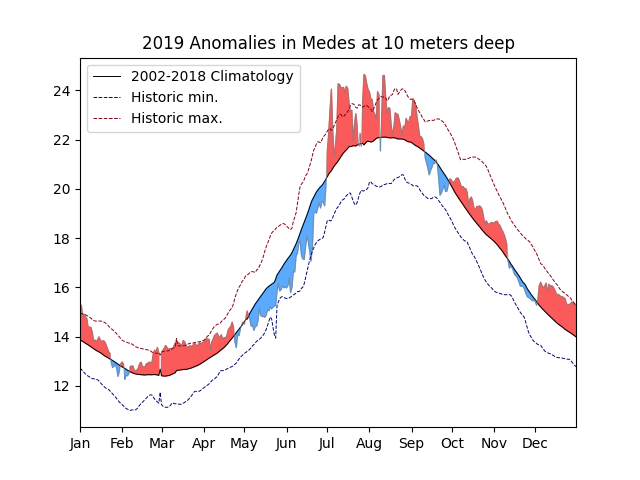 2019 Anomalies in Medes at 10 meters deep
2002-2018 Climatology
Historic min.
Historic max.
24
22
20
18
16
14
12
Jan Feb Mar Apr May Jun Jul Aug Sep Oct Nov Dec